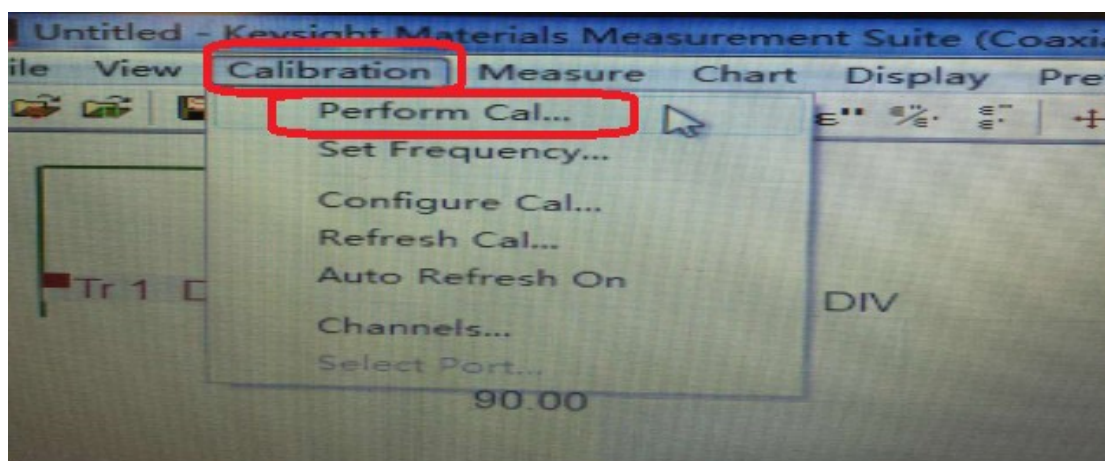 Untitled - Keysight Materials Measurement Suite (Coaxia
ile View Calibration Measure Chart Display Pre
Perform Cal...
ε'' ε''/ε' ε''
Set Frequency...
Configure Cal...
Refresh Cal...
Auto Refresh On
Tr 1 D
DIV
Channels...
Select Port...
90.00